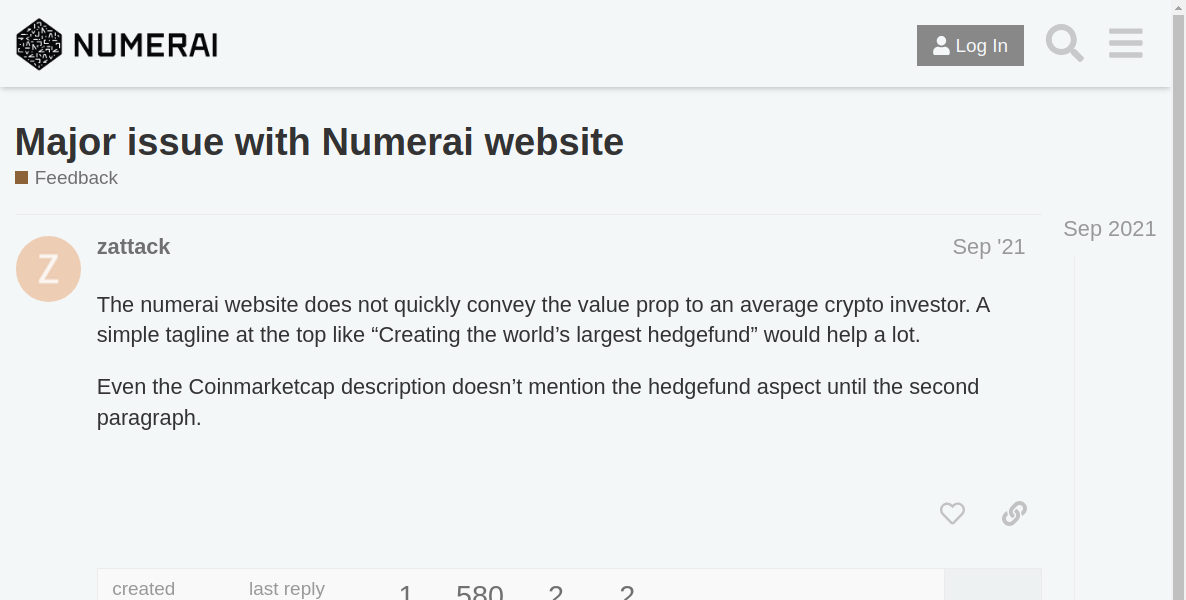 NUMERAI
Log In
Major issue with Numerai website
Feedback
Sep 2021
Z
zattack
Sep '21
The numerai website does not quickly convey the value prop to an average crypto investor. A
simple tagline at the top like “Creating the world’s largest hedgefund” would help a lot.
Even the Coinmarketcap description doesn’t mention the hedgefund aspect until the second
paragraph.
created
last reply
1
580
2
2